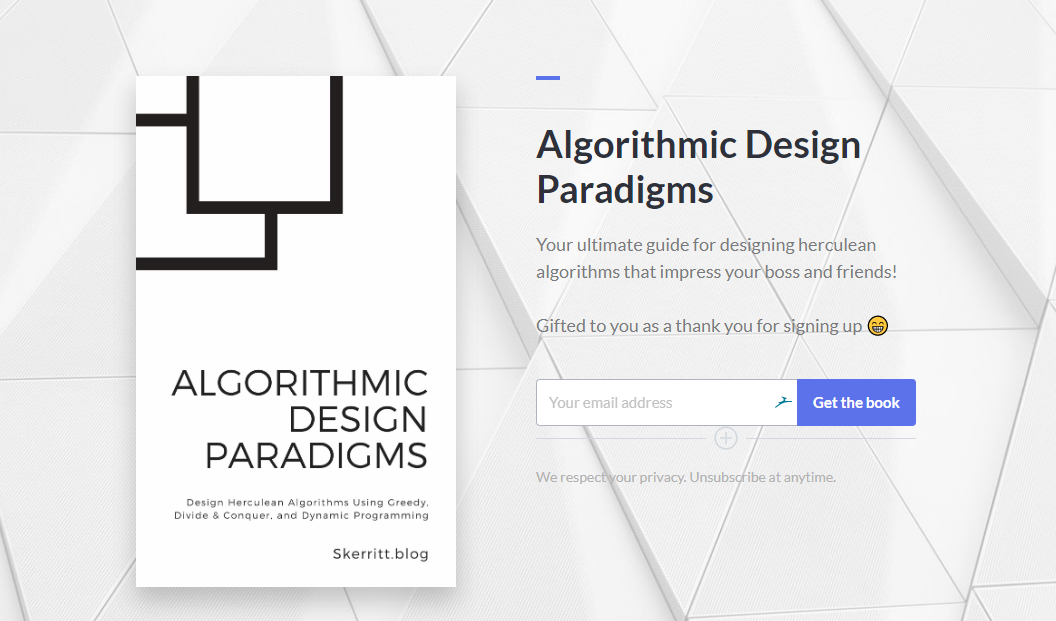 ALGORITHMIC
DESIGN
PARADIGMS
Design Herculean Algorithms Using Greedy,
Divide & Conquer, and Dynamic Programming
Skerritt.blog
Algorithmic Design
Paradigms
Your ultimate guide for designing herculean
algorithms that impress your boss and friends!
Gifted to you as a thank you for signing up 😁
Your email address
Get the book
We respect your privacy. Unsubscribe at anytime.